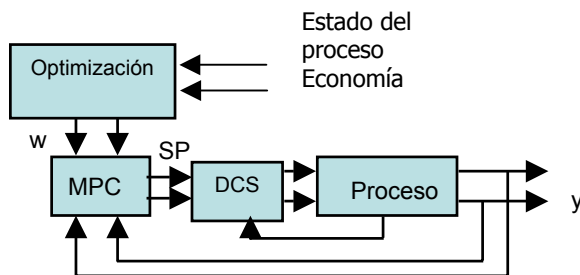 Estado del
proceso
Economía
Optimización
w
SP
MPC
DCS
Proceso
y